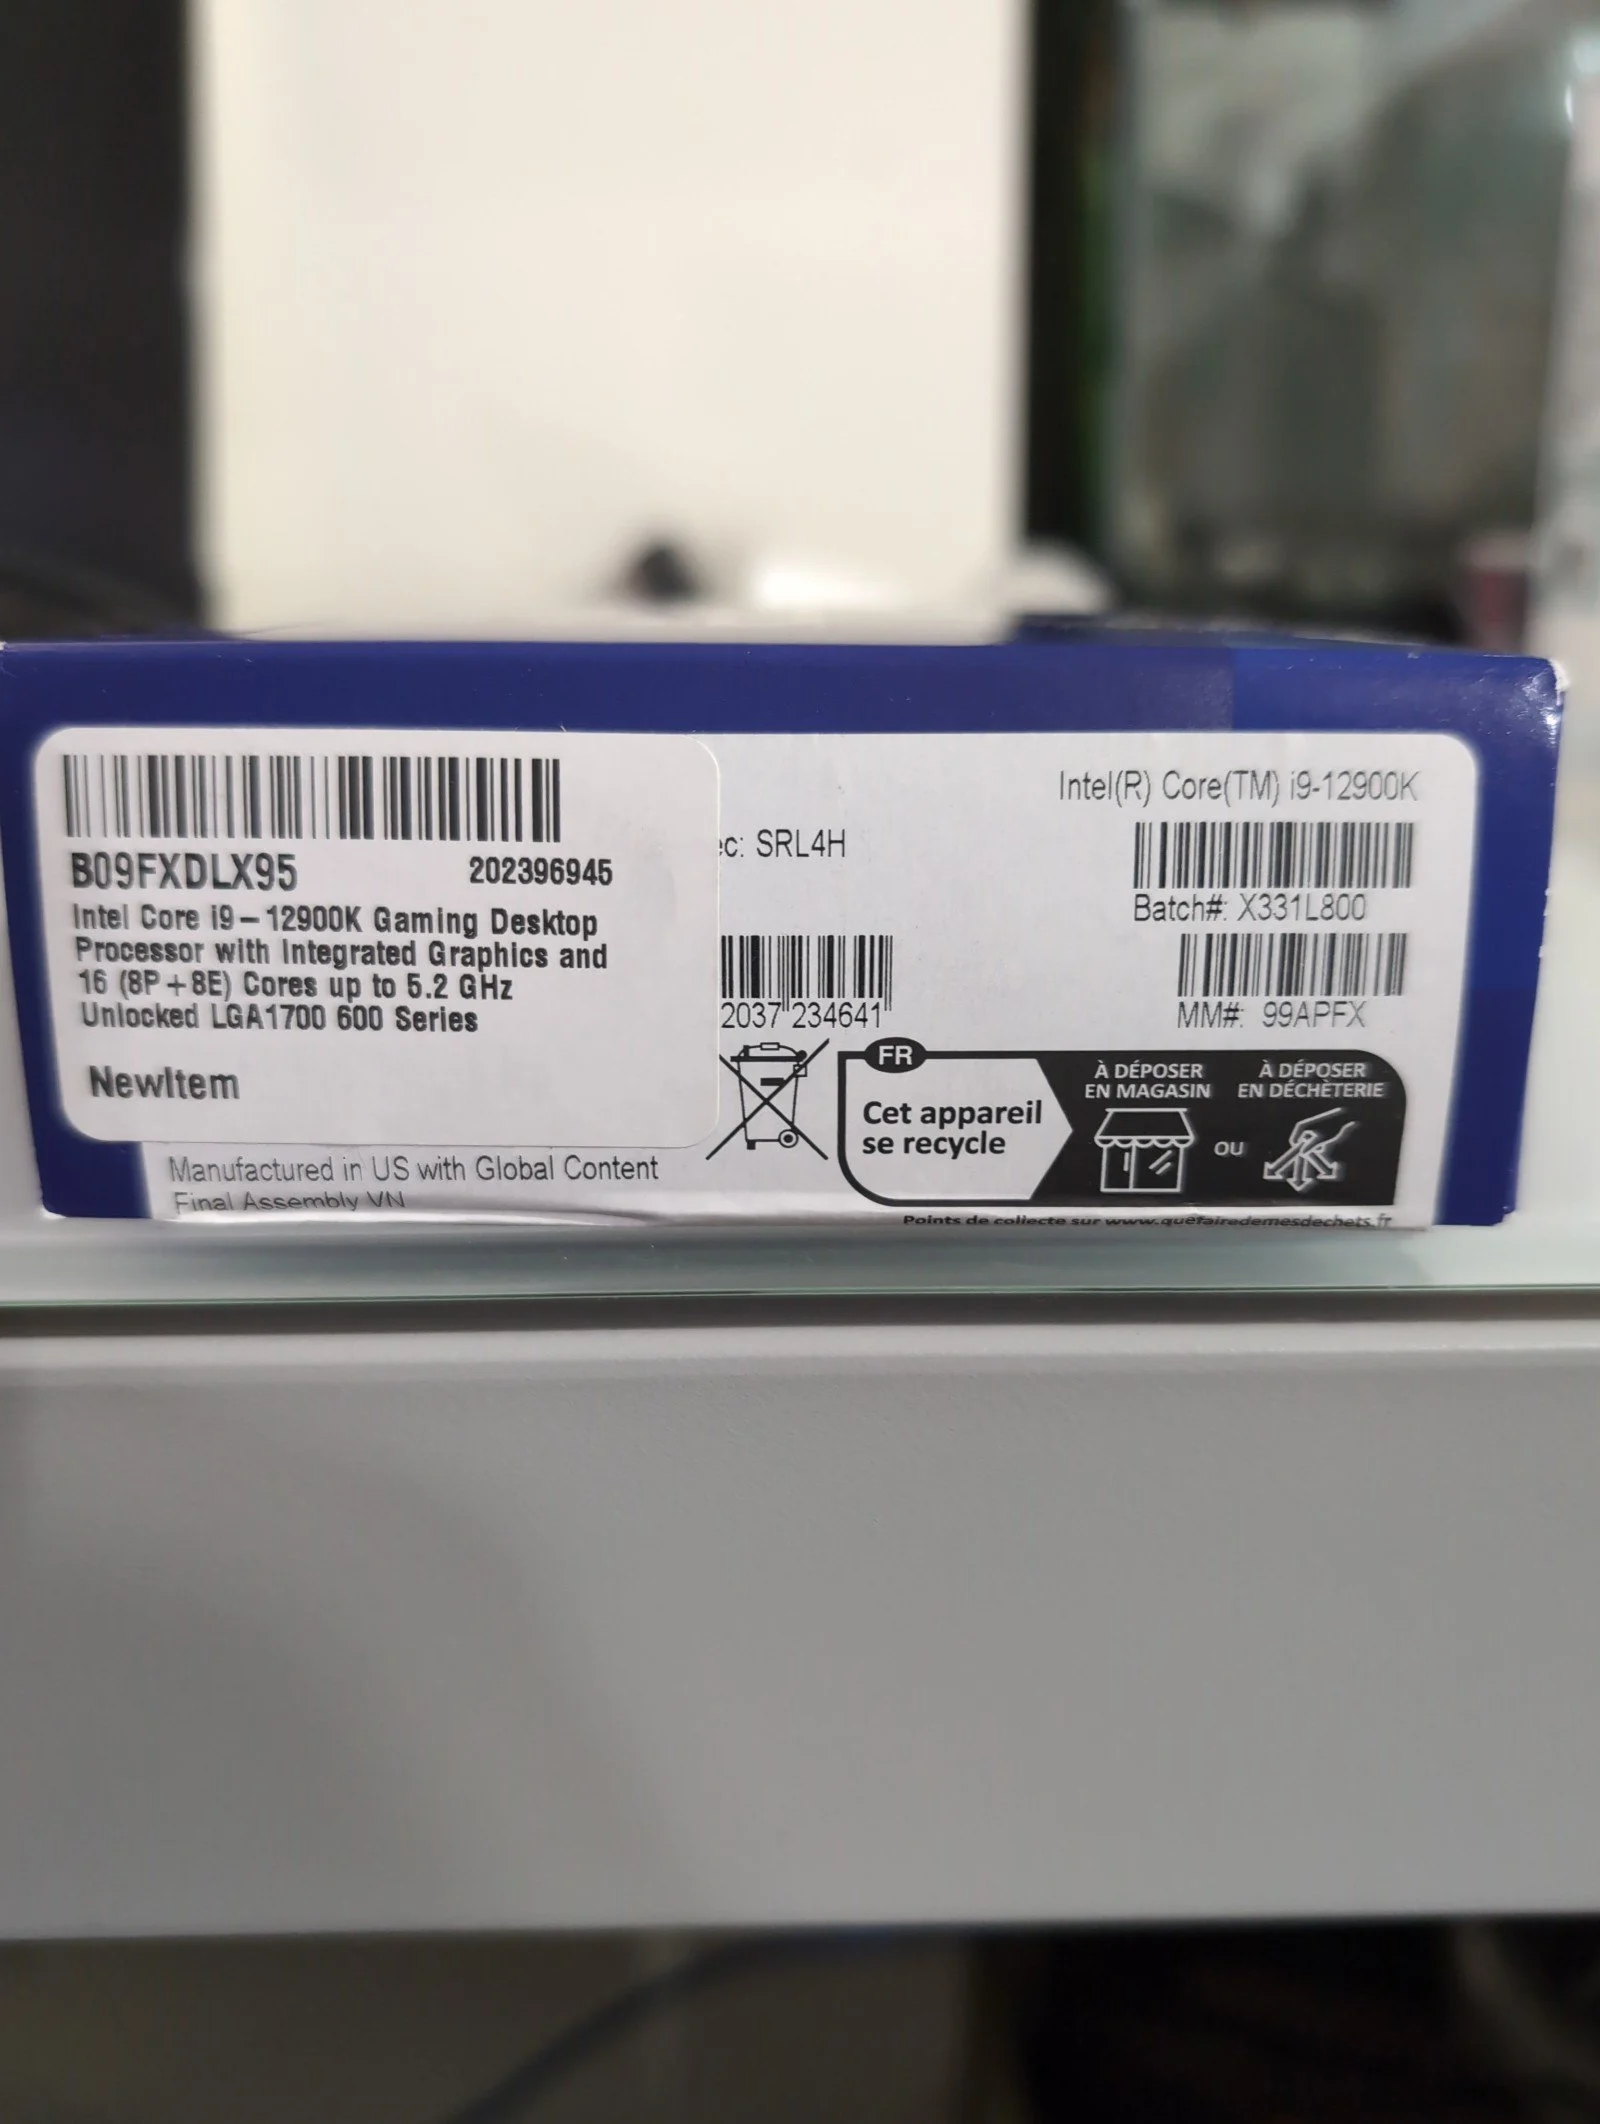 B09FXDLX95 202396945
Intel Core i9-12900K Gaming Desktop
Processor with Integrated Graphics and
16 (8P+8E) Cores up to 5.2 GHz
Unlocked LGA1700 600 Series
NewItem
ec: SRL4H
2037 234641
Intel(R) Core(TM) i9-12900K
Batch#: X331L800
MM#: 99APFX
FR
Cet appareil
se recycle
À DÉPOSER
EN MAGASIN
OU
À DÉPOSER
EN DÉCHÈTERIE
Points de collecte sur www.quefairedemesdechets.fr
Manufactured in US with Global Content
Final Assembly VN